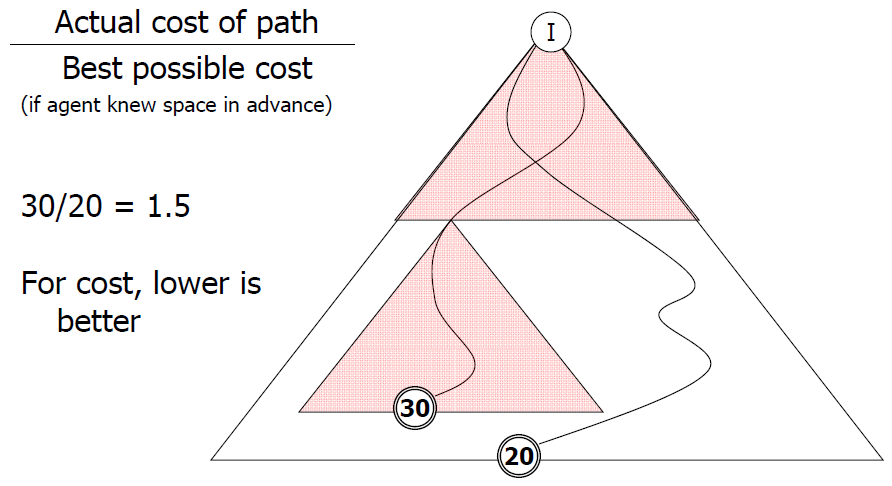 Actual cost of path
Best possible cost
(if agent knew space in advance)
30/20 = 1.5
For cost, lower is
better
I
30
20